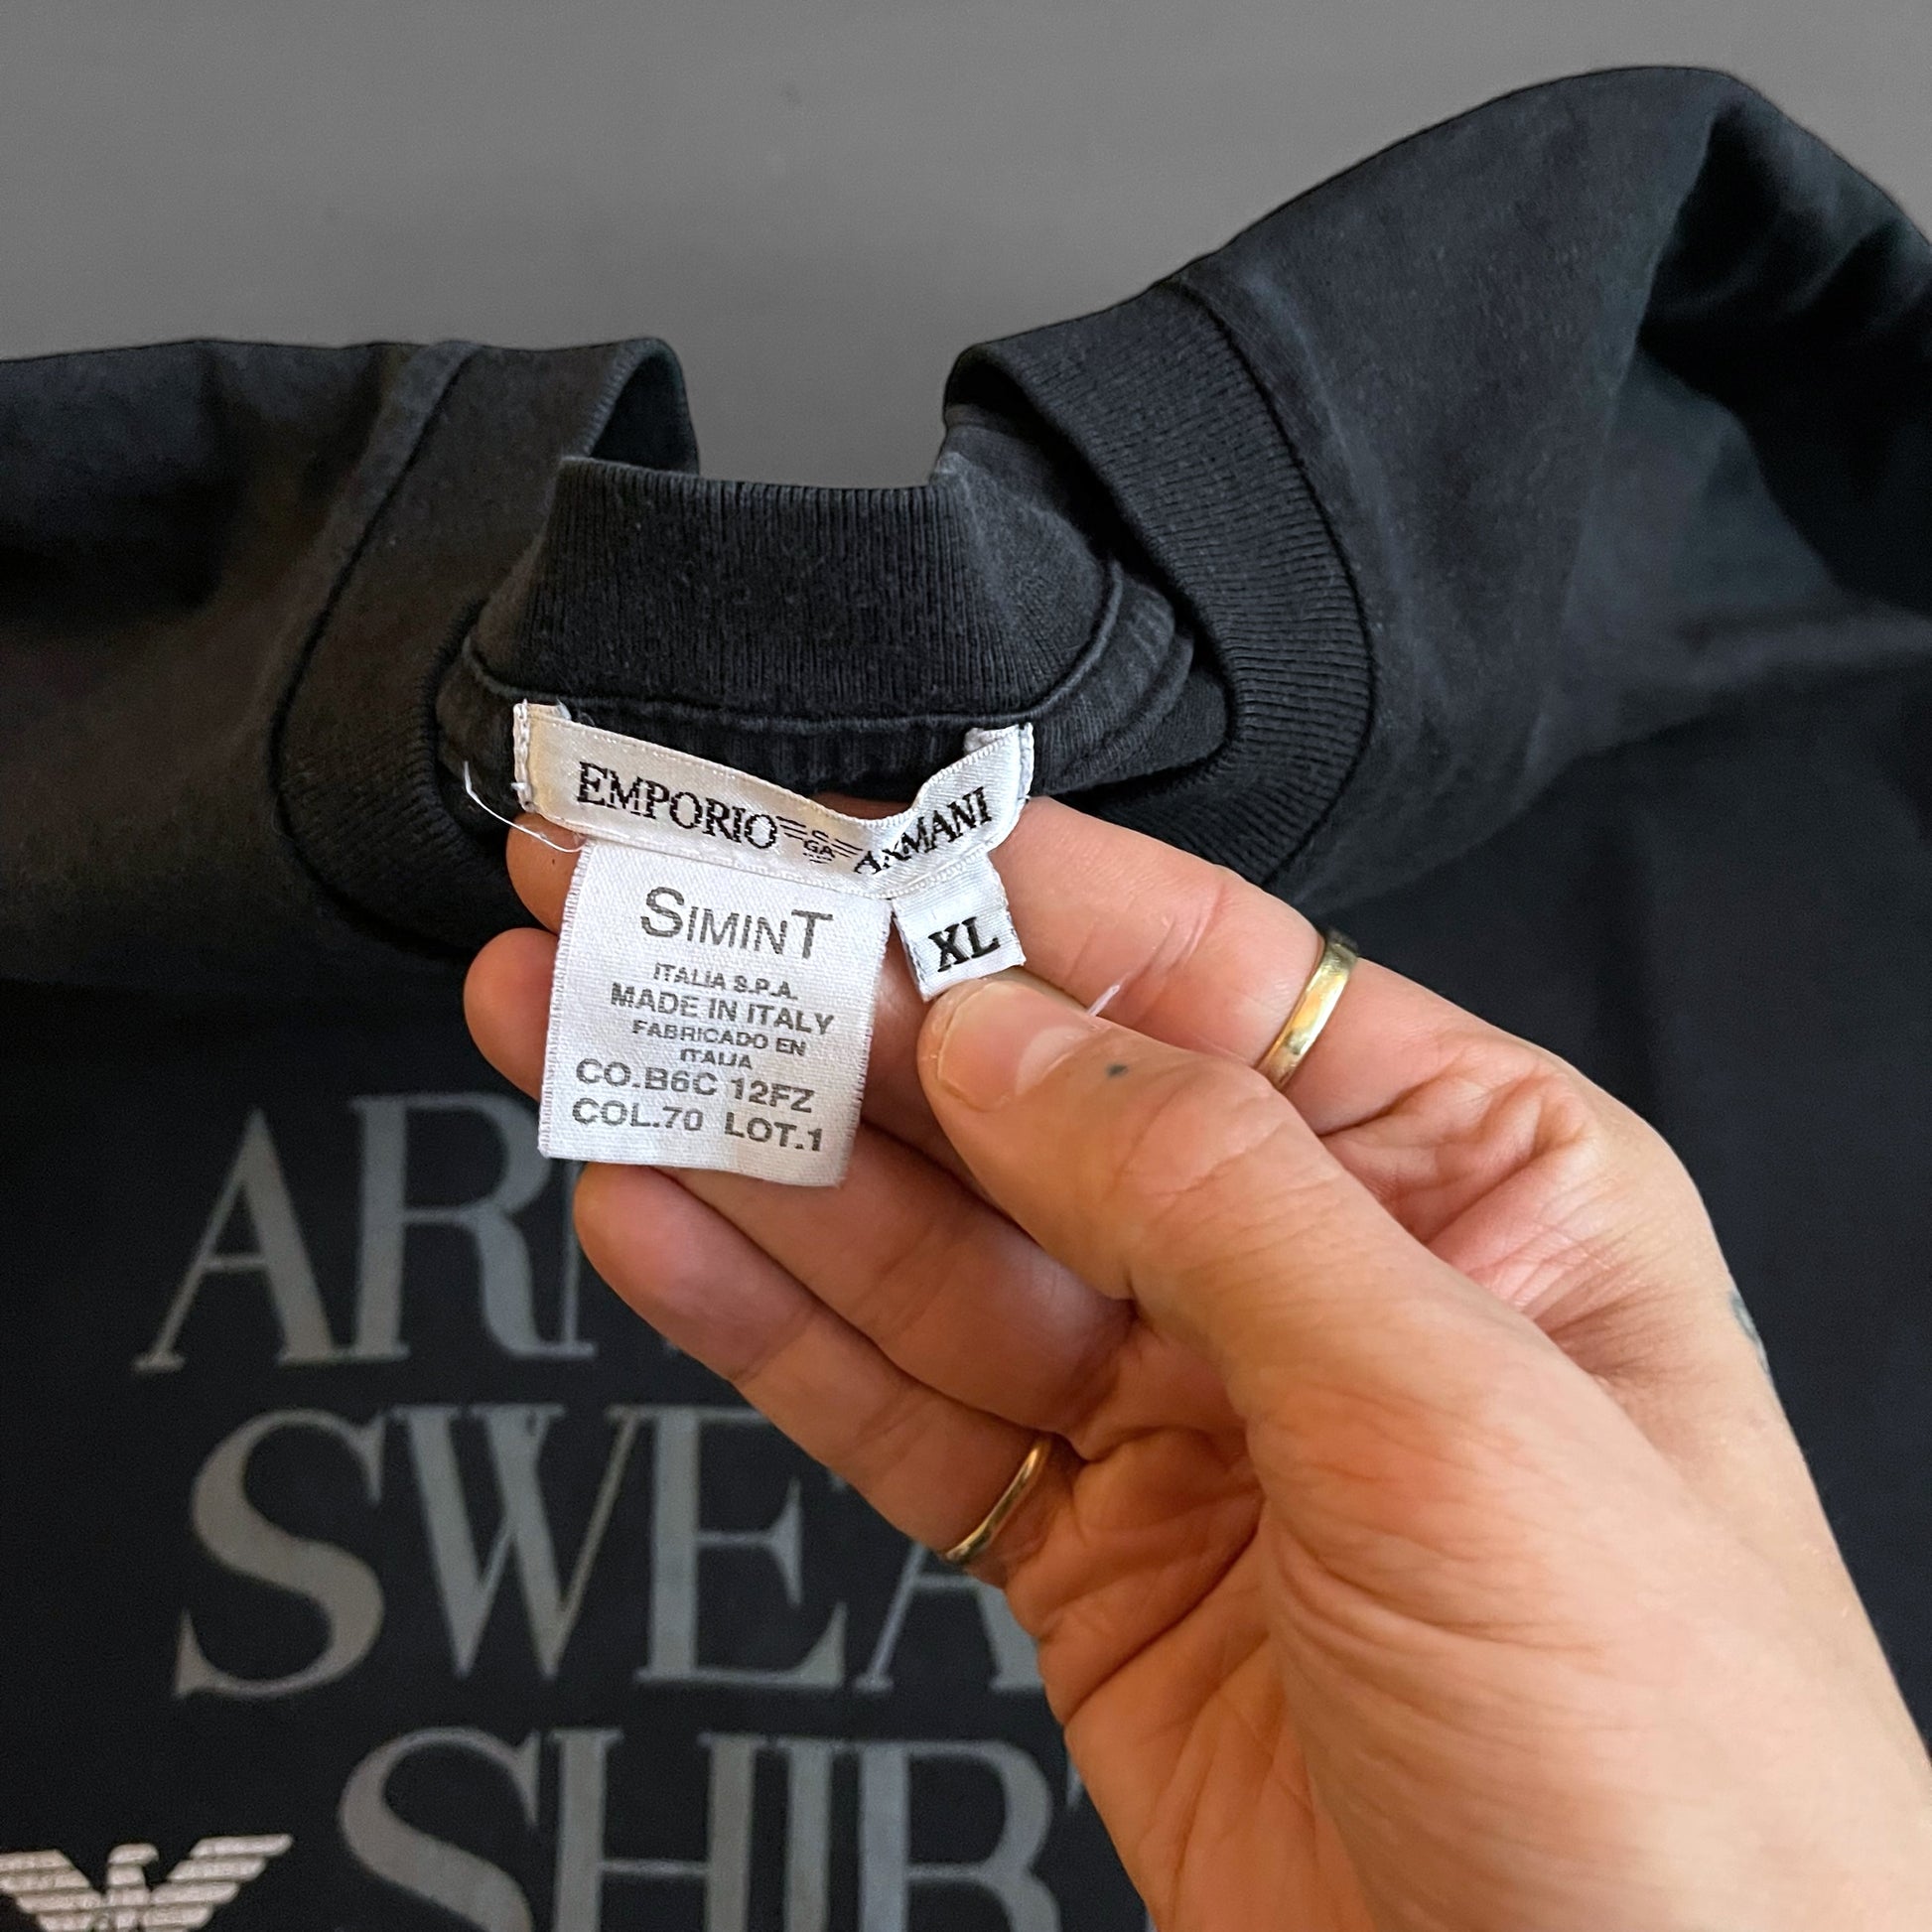 EMPORIO GA ARMANI
SIMINT
ITALIA S.P.A.
MADE IN ITALY
FABRICADO EN
ITALIA
CO.B6C 12FZ
COL.70 LOT.1
XL
AR
SWEA
SHIR